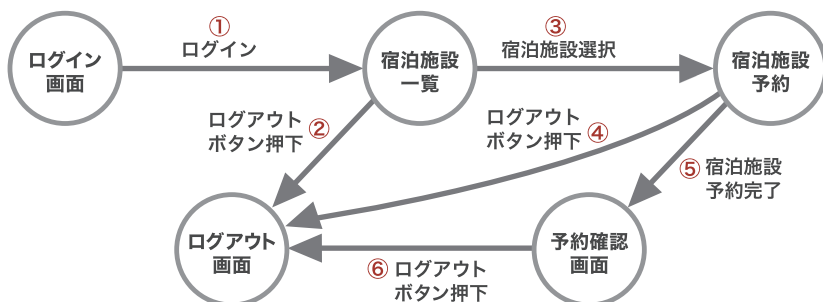 ①
ログイン
③
宿泊施設選択
ログイン
画面
宿泊施設
一覧
宿泊施設
予約
ログアウト
ボタン押下
②
ログアウト
ボタン押下
④
⑤
宿泊施設
予約完了
ログアウト
画面
予約確認
画面
⑥
ログアウト
ボタン押下